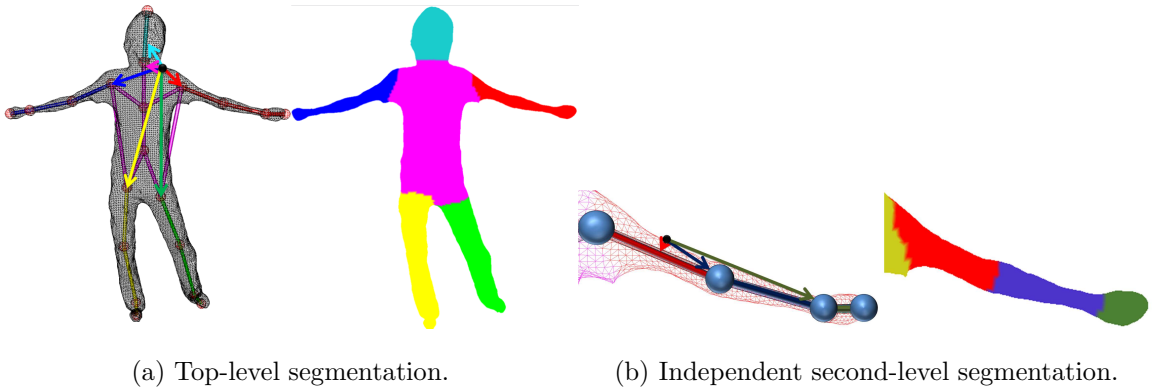 (a) Top-level segmentation.
(b) Independent second-level segmentation.